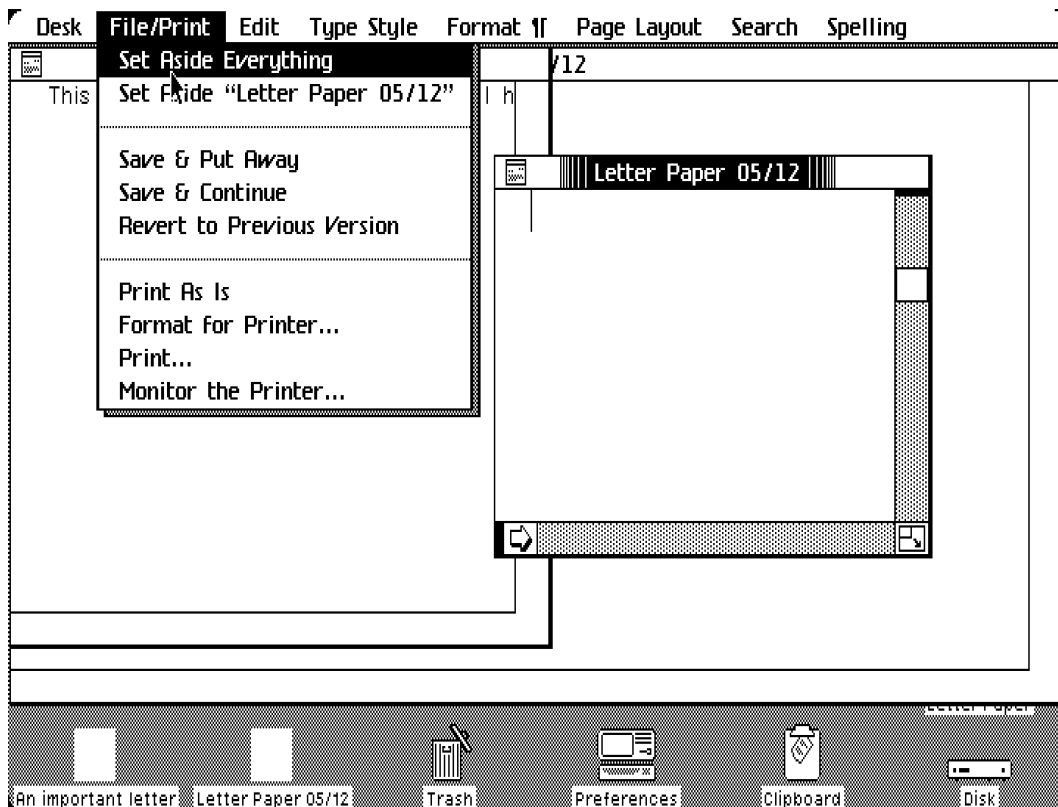 Desk File/Print Edit Type Style Format ¶ Page Layout Search Spelling
Set Aside Everything
/12
Set Aside “Letter Paper 05/12”
This
I h
Letter Paper 05/12
Save & Put Away
Save & Continue
Revert to Previous Version
Print As Is
Format for Printer...
Print...
Monitor the Printer...
Letter Paper
An important letter Letter Paper 05/12 Trash Preferences Clipboard Disk